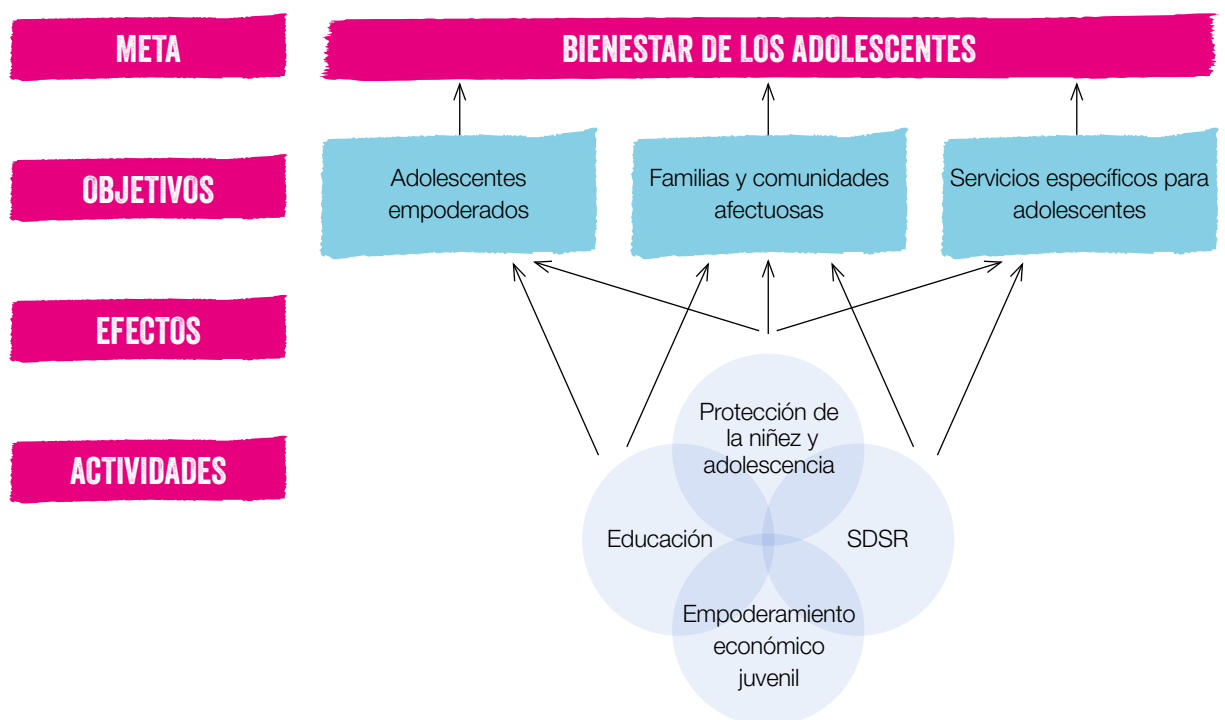 META
BIENESTAR DE LOS ADOLESCENTES
OBJETIVOS
Adolescentes
empoderados
Familias y comunidades
afectuosas
Servicios específicos para
adolescentes
EFECTOS
ACTIVIDADES
Protección de
la niñez y
adolescencia
Educación
SDSR
Empoderamiento
económico
juvenil